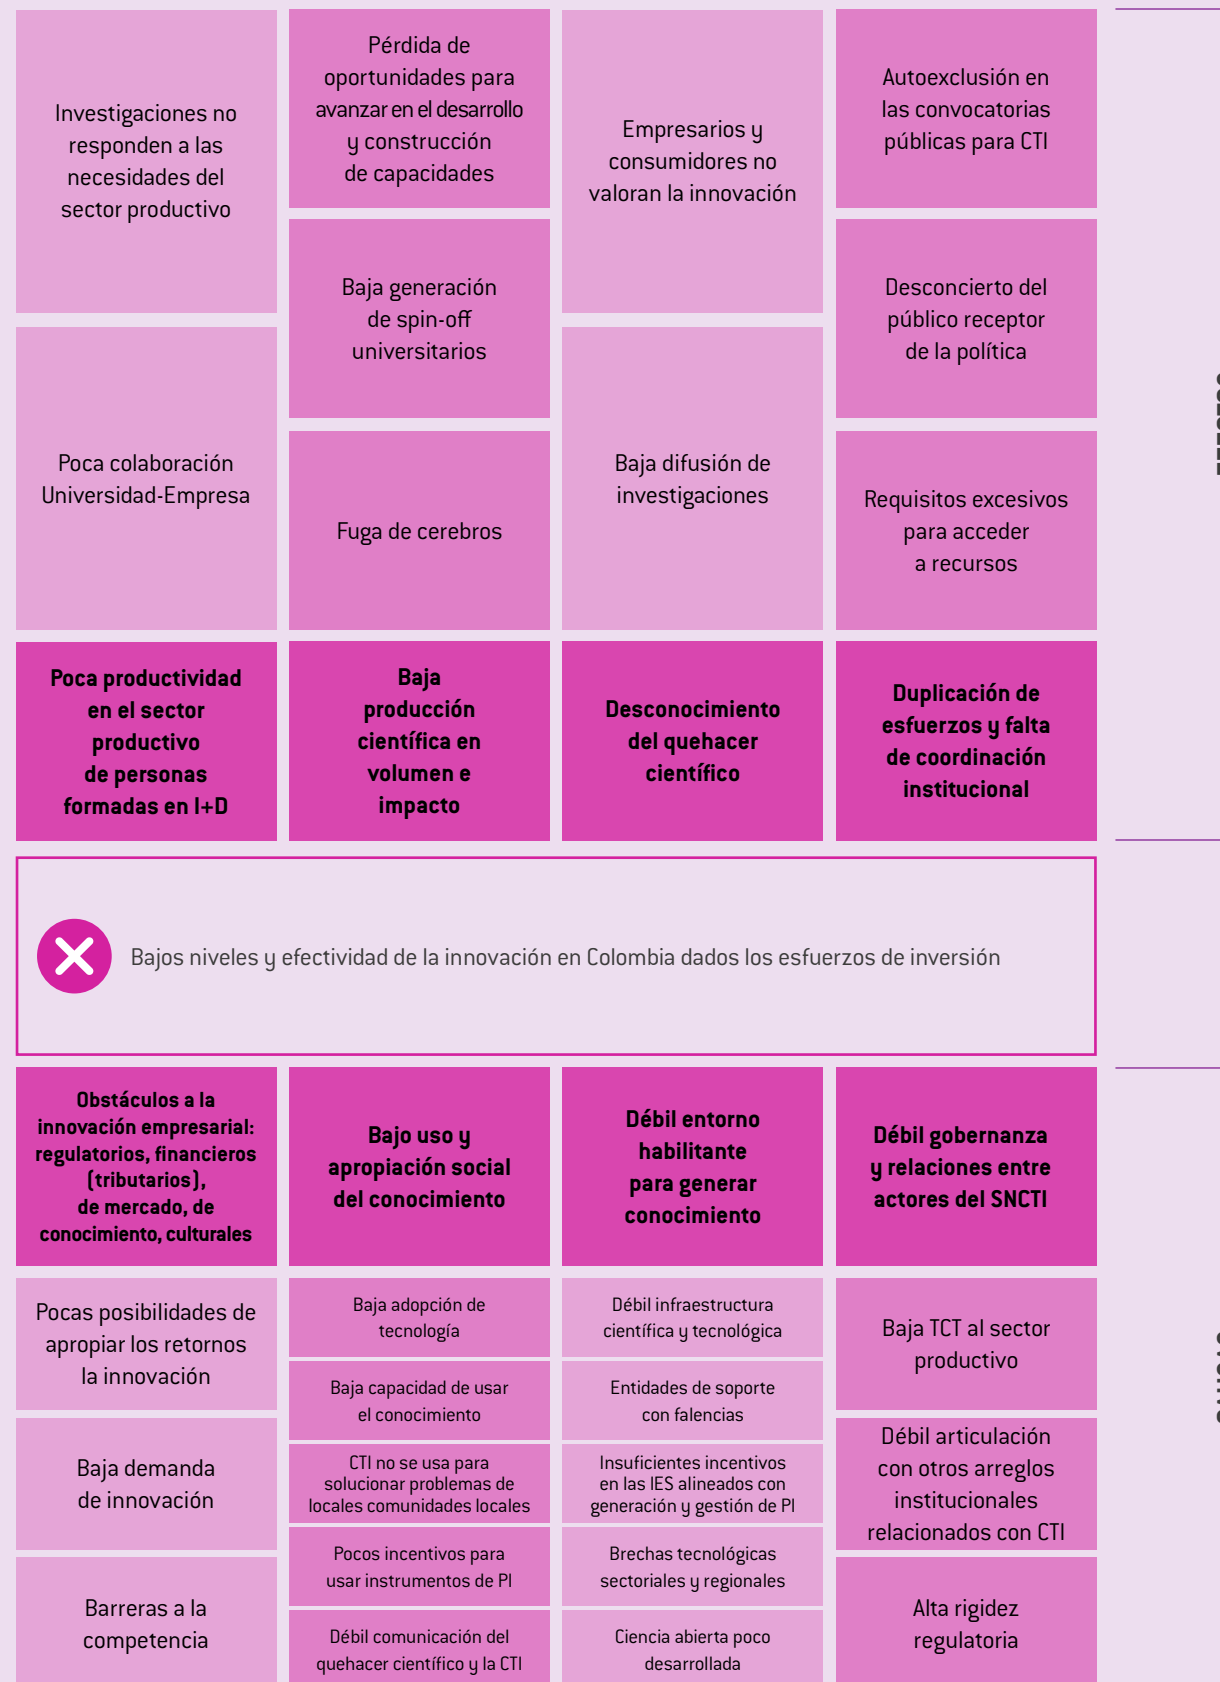 Investigaciones no
responden a las
necesidades del
sector productivo
Poca colaboración
Universidad-Empresa
Pérdida de
oportunidades para
avanzar en el desarrollo
y construcción
de capacidades
Baja generación
de spin-off
universitarios
Fuga de cerebros
Empresarios y
consumidores no
valoran la innovación
Baja difusión de
investigaciones
Autoexclusión en
las convocatorias
públicas para CTI
Desconcierto del
público receptor
de la política
Requisitos excesivos
para acceder
a recursos
Poca productividad
en el sector
productivo
de personas
formadas en I+D
Baja
producción
científica en
volumen e
impacto
Desconocimiento
del quehacer
científico
Duplicación de
esfuerzos y falta
de coordinación
institucional
Bajos niveles y efectividad de la innovación en Colombia dados los esfuerzos de inversión
Obstáculos a la
innovación empresarial:
regulatorios, financieros
(tributarios),
de mercado, de
conocimiento, culturales
Bajo uso y
apropiación social
del conocimiento
Débil entorno
habilitante
para generar
conocimiento
Débil gobernanza
y relaciones entre
actores del SNCTI
Pocas posibilidades de
apropiar los retornos
la innovación
Baja demanda
de innovación
Barreras a la
competencia
Baja adopción de
tecnología
Baja capacidad de usar
el conocimiento
CTI no se usa para
solucionar problemas de
locales comunidades locales
Pocos incentivos para
usar instrumentos de PI
Débil comunicación del
quehacer científico y la CTI
Débil infraestructura
científica y tecnológica
Entidades de soporte
con falencias
Insuficientes incentivos
en las IES alineados con
generación y gestión de PI
Brechas tecnológicas
sectoriales y regionales
Ciencia abierta poco
desarrollada
Baja TCT al sector
productivo
Débil articulación
con otros arreglos
institucionales
relacionados con CTI
Alta rigidez
regulatoria